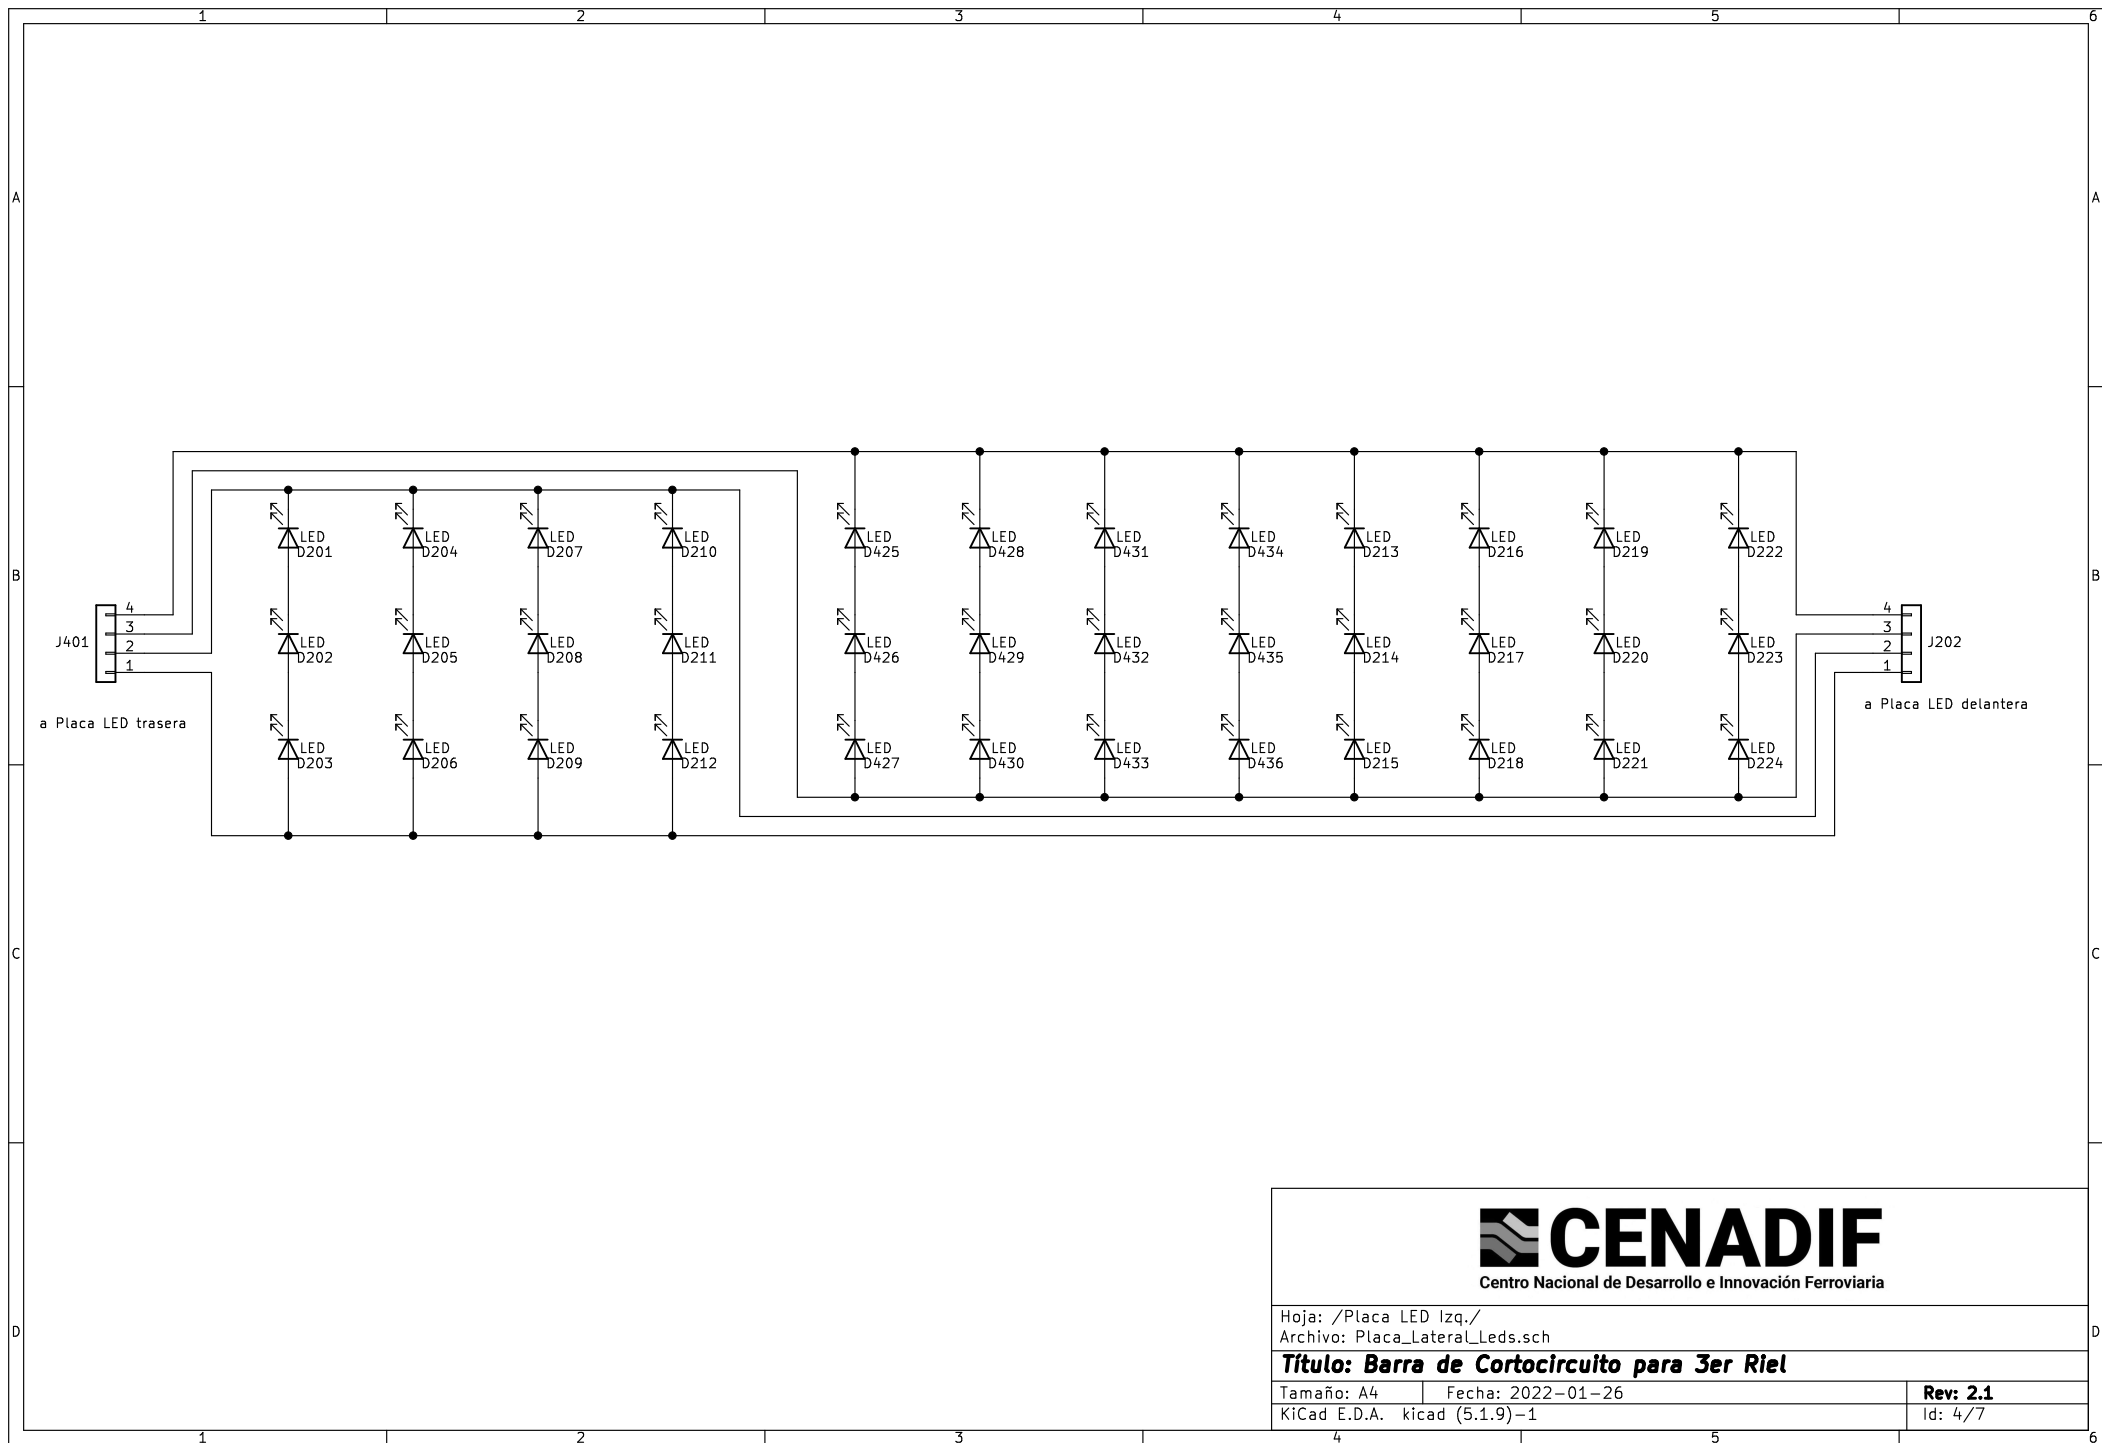 1 2 3 4 5 6
A A
LED LED LED LED LED LED LED LED LED LED LED LED
D201 D204 D207 D210 D425 D428 D431 D434 D213 D216 D219 D222
B B
4 4
3 3
J401 LED LED LED LED LED LED LED LED LED LED LED LED J202
2 2
D202 D205 D208 D211 D426 D429 D432 D435 D214 D217 D220 D223
1 1
a Placa LED trasera a Placa LED delantera
LED LED LED LED LED LED LED LED LED LED LED LED
D203 D206 D209 D212 D427 D430 D433 D436 D215 D218 D221 D224
C C
CENADIF
Centro Nacional de Desarrollo e Innovación Ferroviaria
Hoja: /Placa LED Izq./
D D
Archivo: Placa_Lateral_Leds.sch
Título: Barra de Cortocircuito para 3er Riel
Tamaño: A4 Fecha: 2022-01-26 Rev: 2.1
KiCad E.D.A. kicad (5.1.9)-1 Id: 4/7
1 2 3 4 5 6